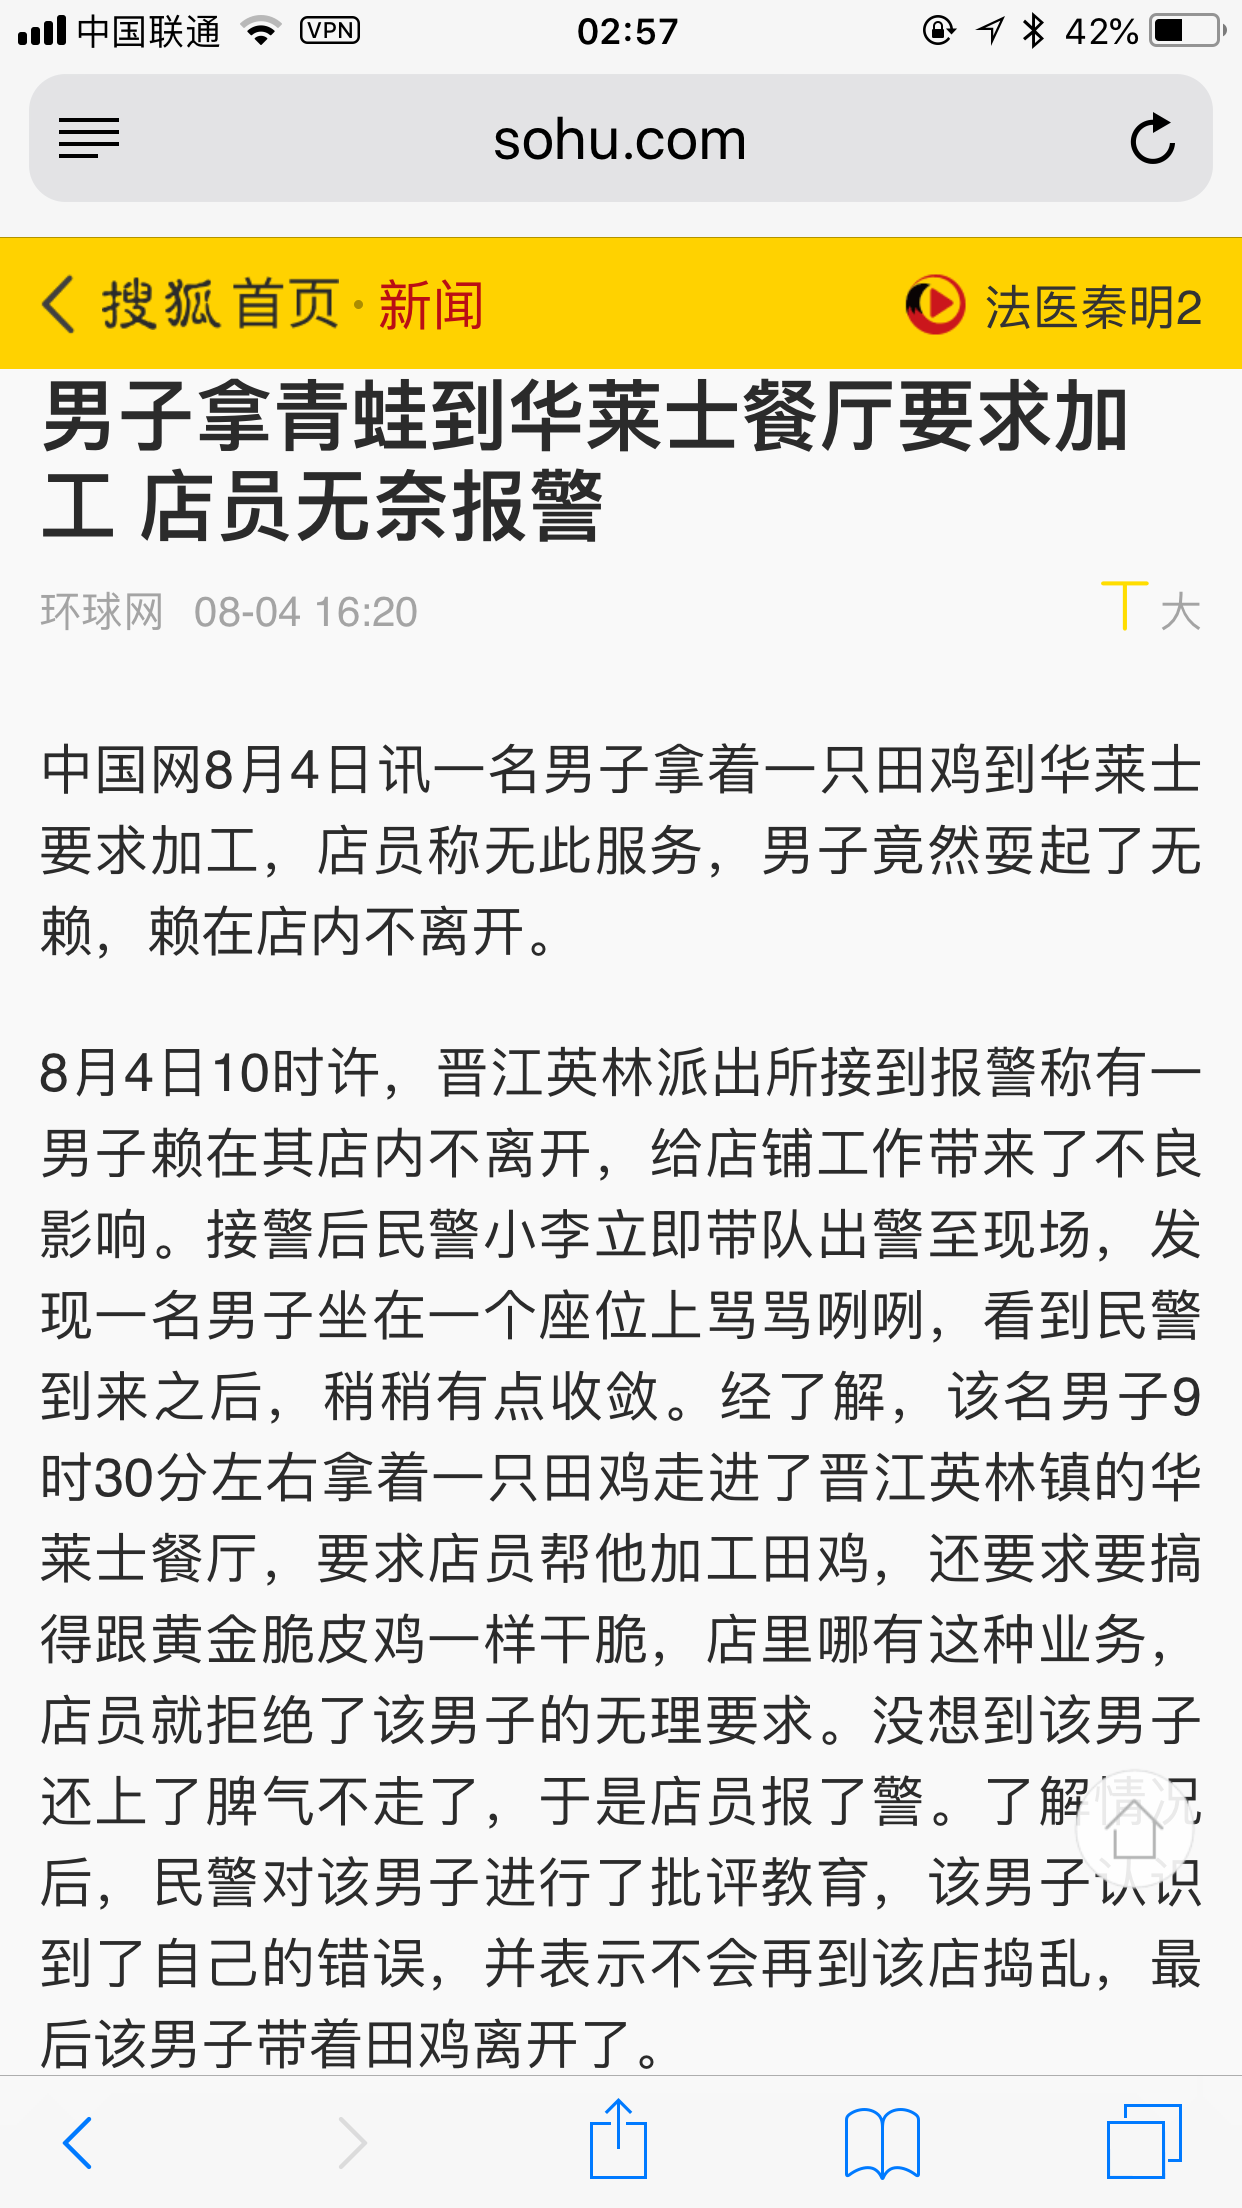 中国联通 VPN 02:57 42%
sohu.com
搜狐 首页·新闻 法医秦明2
男子拿青蛙到华莱士餐厅要求加
工 店员无奈报警
环球网 08-04 16:20 T 大
中国网8月4日讯一名男子拿着一只田鸡到华莱士
要求加工，店员称无此服务，男子竟然耍起了无
赖，赖在店内不离开。
8月4日10时许，晋江英林派出所接到报警称有一
男子赖在其店内不离开，给店铺工作带来了不良
影响。接警后民警小李立即带队出警至现场，发
现一名男子坐在一个座位上骂骂咧咧，看到民警
到来之后，稍稍有点收敛。经了解，该名男子9
时30分左右拿着一只田鸡走进了晋江英林镇的华
莱士餐厅，要求店员帮他加工田鸡，还要求要搞
得跟黄金脆皮鸡一样干脆，店里哪有这种业务，
店员就拒绝了该男子的无理要求。没想到该男子
还上了脾气不走了，于是店员报了警。了解情况
后，民警对该男子进行了批评教育，该男子认识
到了自己的错误，并表示不会再到该店捣乱，最
后该男子带着田鸡离开了。